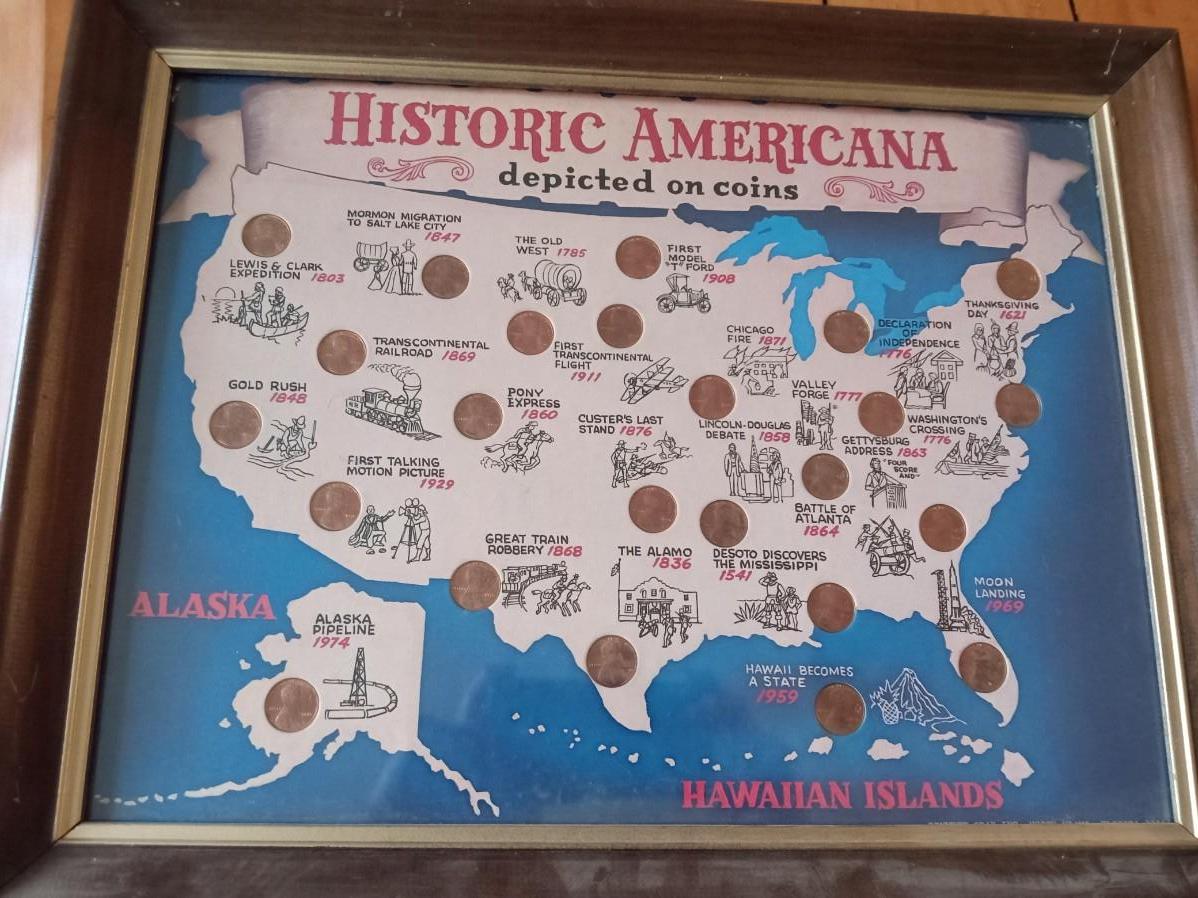 HISTORIC AMERICANA
depicted on coins
MORMON MIGRATION
TO SALT LAKE CITY
1847
LEWIS & CLARK
EXPEDITION 1803
THE OLD
WEST 1785
FIRST
MODEL
"T" FORD
1908
THANKSGIVING
DAY 1621
TRANSCONTINENTAL
RAILROAD 1869
FIRST
TRANSCONTINENTAL
FLIGHT
1911
CHICAGO
FIRE 1871
DECLARATION
OF
INDEPENDENCE
1776
GOLD RUSH
1848
PONY
EXPRESS
1860
CUSTER'S LAST
STAND 1876
LINCOLN-DOUGLAS
DEBATE 1858
VALLEY
FORGE 1777
WASHINGTON'S
CROSSING
1776
GETTYSBURG
ADDRESS 1863
"FOUR
SCORE
AND-"
FIRST TALKING
MOTION PICTURE
1929
BATTLE OF
ATLANTA
1864
GREAT TRAIN
ROBBERY 1868
THE ALAMO
1836
DESOTO DISCOVERS
THE MISSISSIPPI
1541
MOON
LANDING
1969
ALASKA
ALASKA
PIPELINE
1974
HAWAII BECOMES
A STATE
1959
HAWAIIAN ISLANDS